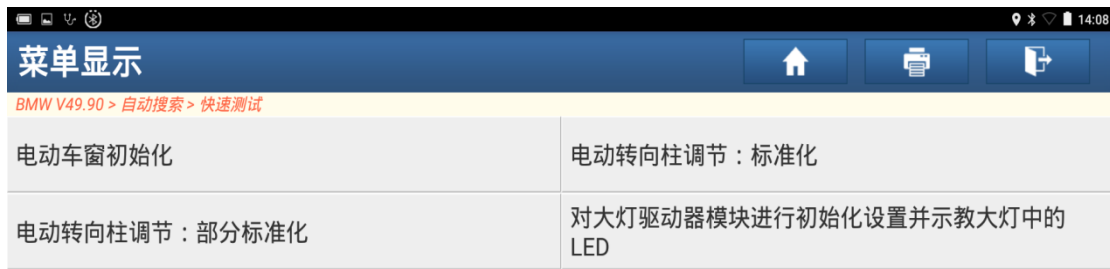 14:08
菜单显示
BMW V49.90 > 自动搜索 > 快速测试
电动车窗初始化
电动转向柱调节：标准化
电动转向柱调节：部分标准化
对大灯驱动器模块进行初始化设置并示教大灯中的
LED